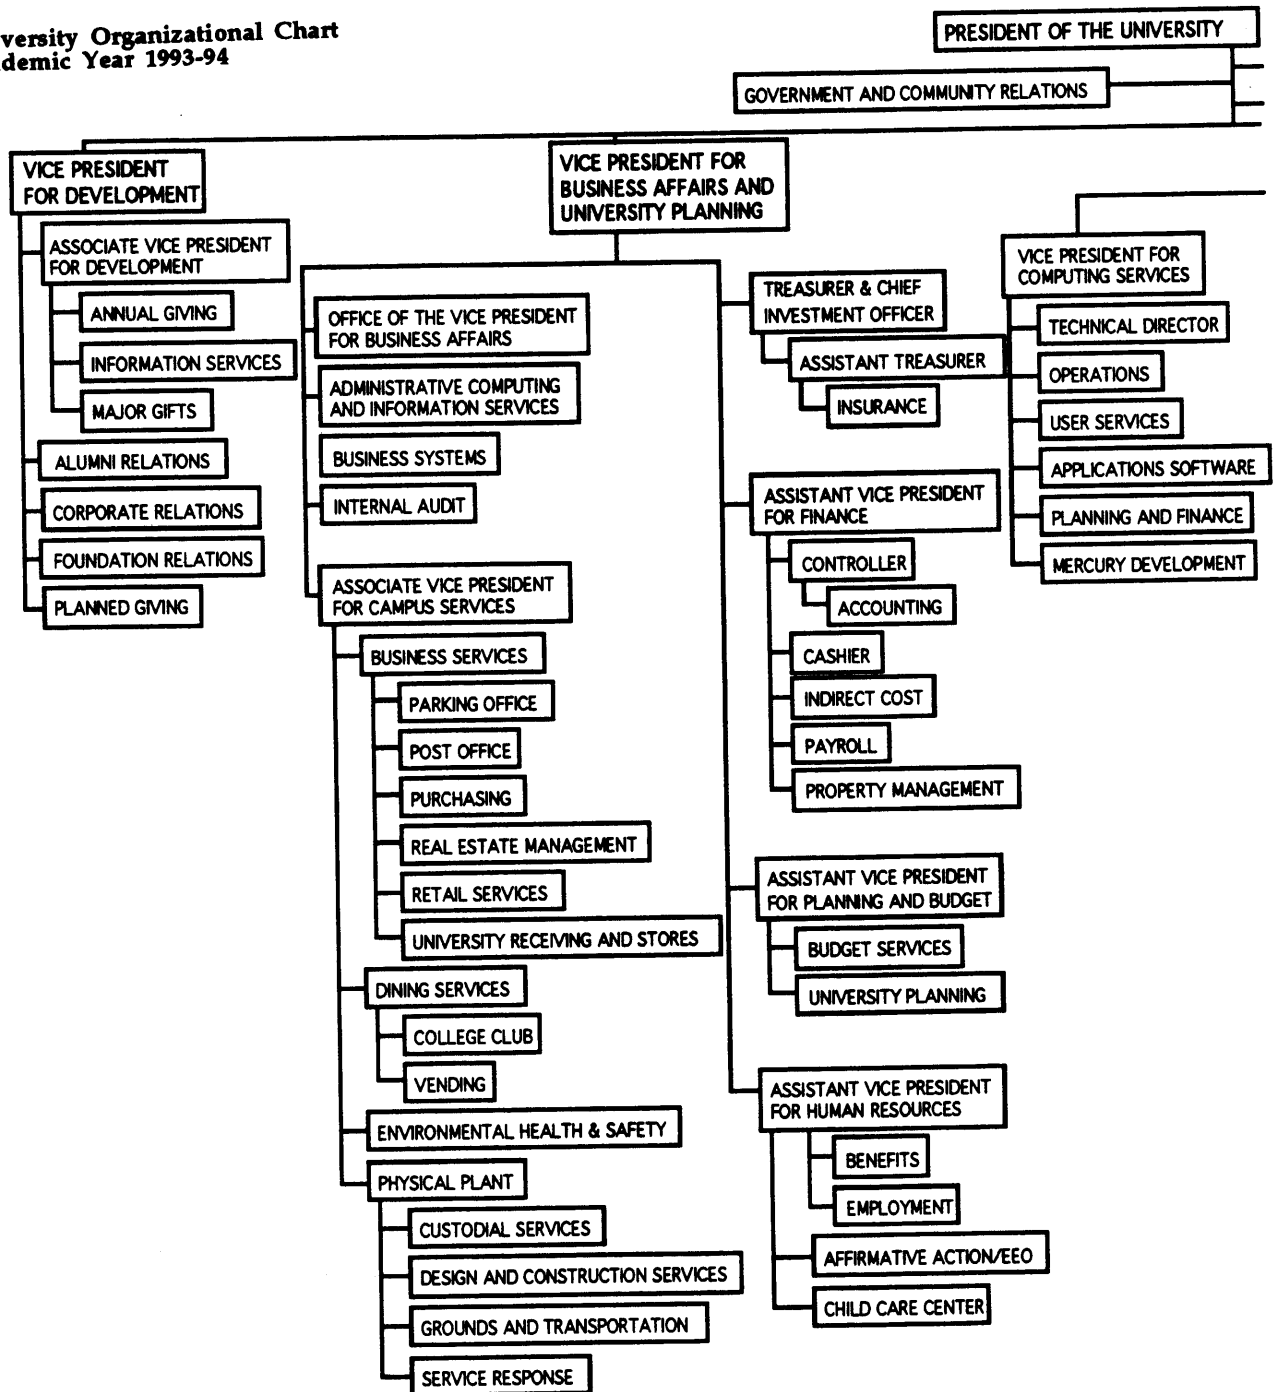 versity Organizational Chart
demic Year 1993-94
PRESIDENT OF THE UNIVERSITY
GOVERNMENT AND COMMUNITY RELATIONS
VICE PRESIDENT
FOR DEVELOPMENT
ASSOCIATE VICE PRESIDENT
FOR DEVELOPMENT
ANNUAL GIVING
INFORMATION SERVICES
MAJOR GIFTS
ALUMNI RELATIONS
CORPORATE RELATIONS
FOUNDATION RELATIONS
PLANNED GIVING
VICE PRESIDENT FOR
BUSINESS AFFAIRS AND
UNIVERSITY PLANNING
OFFICE OF THE VICE PRESIDENT
FOR BUSINESS AFFAIRS
ADMINISTRATIVE COMPUTING
AND INFORMATION SERVICES
BUSINESS SYSTEMS
INTERNAL AUDIT
ASSOCIATE VICE PRESIDENT
FOR CAMPUS SERVICES
BUSINESS SERVICES
PARKING OFFICE
POST OFFICE
PURCHASING
REAL ESTATE MANAGEMENT
RETAIL SERVICES
UNIVERSITY RECEIVING AND STORES
DINING SERVICES
COLLEGE CLUB
VENDING
ENVIRONMENTAL HEALTH & SAFETY
PHYSICAL PLANT
CUSTODIAL SERVICES
DESIGN AND CONSTRUCTION SERVICES
GROUNDS AND TRANSPORTATION
SERVICE RESPONSE
TREASURER & CHIEF
INVESTMENT OFFICER
ASSISTANT TREASURER
INSURANCE
ASSISTANT VICE PRESIDENT
FOR FINANCE
CONTROLLER
ACCOUNTING
CASHIER
INDIRECT COST
PAYROLL
PROPERTY MANAGEMENT
ASSISTANT VICE PRESIDENT
FOR PLANNING AND BUDGET
BUDGET SERVICES
UNIVERSITY PLANNING
ASSISTANT VICE PRESIDENT
FOR HUMAN RESOURCES
BENEFITS
EMPLOYMENT
AFFIRMATIVE ACTION/EEO
CHILD CARE CENTER
VICE PRESIDENT FOR
COMPUTING SERVICES
TECHNICAL DIRECTOR
OPERATIONS
USER SERVICES
APPLICATIONS SOFTWARE
PLANNING AND FINANCE
MERCURY DEVELOPMENT